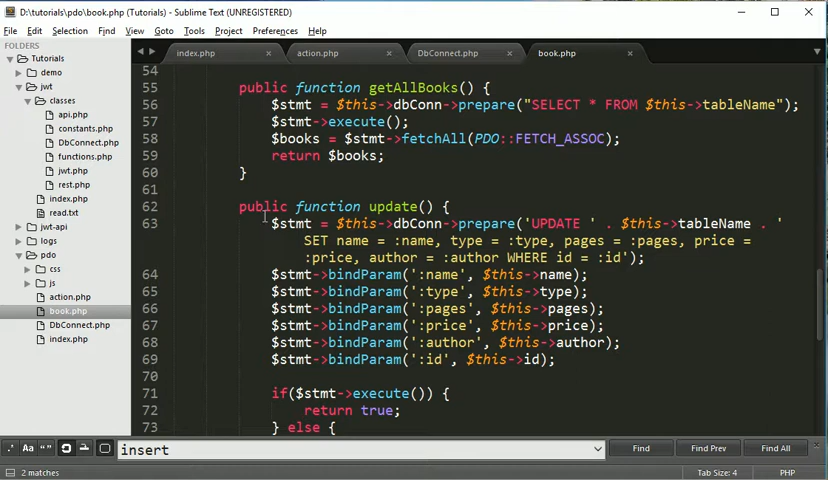 D:\tutorials\pdo\book.php (Tutorials) - Sublime Text (UNREGISTERED)
File Edit Selection Find View Goto Tools Project Preferences Help
FOLDERS
Tutorials
demo
jwt
classes
api.php
constants.php
DbConnect.php
functions.php
jwt.php
rest.php
index.php
read.txt
jwt-api
logs
pdo
css
js
action.php
book.php
DbConnect.php
index.php
index.php × action.php × DbConnect.php × book.php ×
54
55 public function getAllBooks() {
56 $stmt = $this->dbConn->prepare("SELECT * FROM $this->tableName");
57 $stmt->execute();
58 $books = $stmt->fetchAll(PDO::FETCH_ASSOC);
59 return $books;
60 }
61
62 public function update() {
63 $stmt = $this->dbConn->prepare('UPDATE ' . $this->tableName . '
SET name = :name, type = :type, pages = :pages, price =
:price, author = :author WHERE id = :id');
64 $stmt->bindParam(':name', $this->name);
65 $stmt->bindParam(':type', $this->type);
66 $stmt->bindParam(':pages', $this->pages);
67 $stmt->bindParam(':price', $this->price);
68 $stmt->bindParam(':author', $this->author);
69 $stmt->bindParam(':id', $this->id);
70
71 if($stmt->execute()) {
72 return true;
73 } else {
.* Aa “” insert Find Find Prev Find All
2 matches Tab Size: 4 PHP